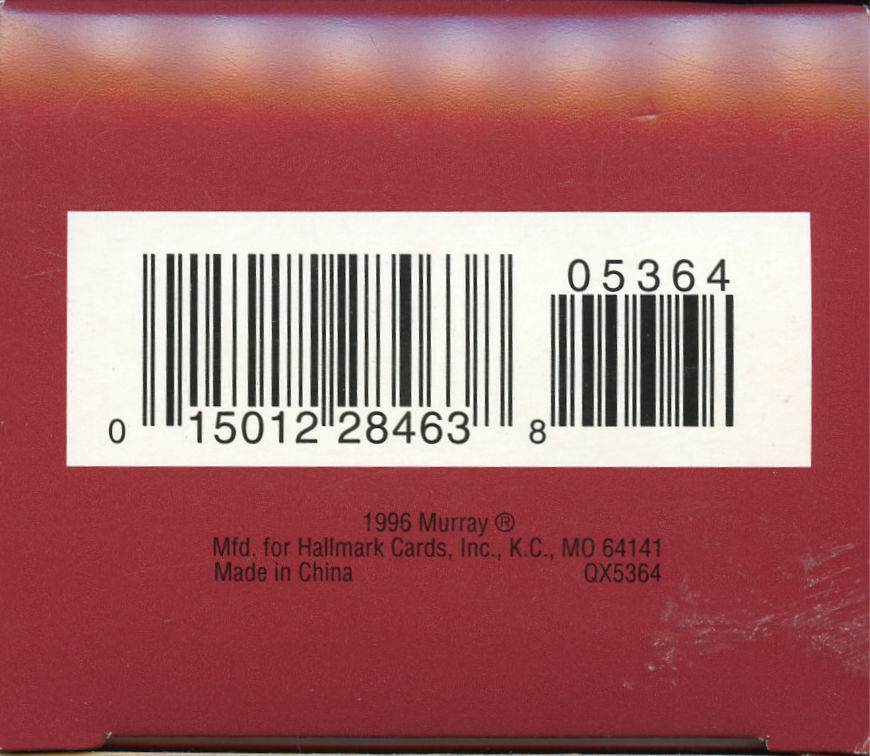 05364
0 15012 28463 8
1996 Murray ®
Mfd. for Hallmark Cards, Inc., K.C., MO 64141
Made in China QX5364